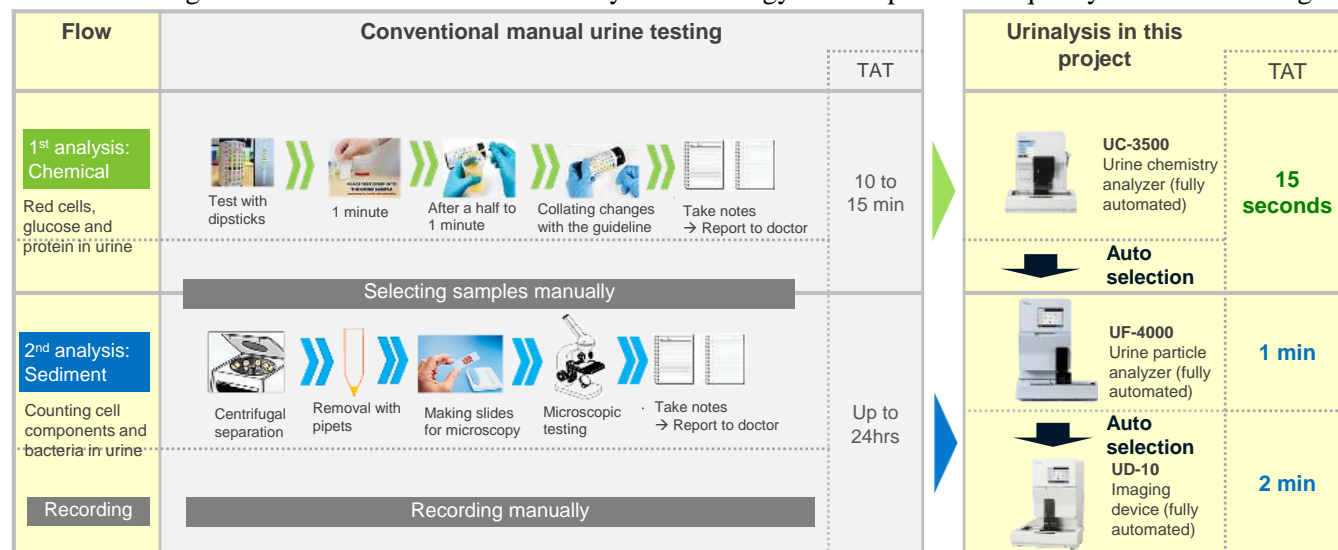 Flow
Conventional manual urine testing
TAT
Urinalysis in this
project
TAT
1st analysis:
Chemical
Red cells,
glucose and
protein in urine
Test with
dipsticks
1 minute
After a half to
1 minute
Collating changes
with the guideline
Take notes
→ Report to doctor
10 to
15 min
UC-3500
Urine chemistry
analyzer (fully
automated)
15
seconds
Selecting samples manually
Auto
selection
2nd analysis:
Sediment
Counting cell
components and
bacteria in urine
Centrifugal
separation
Removal with
pipets
Making slides
for microscopy
Microscopic
testing
Take notes
→ Report to doctor
Up to
24hrs
UF-4000
Urine particle
analyzer (fully
automated)
1 min
Auto
selection
UD-10
Imaging
device (fully
automated)
2 min
Recording
Recording manually